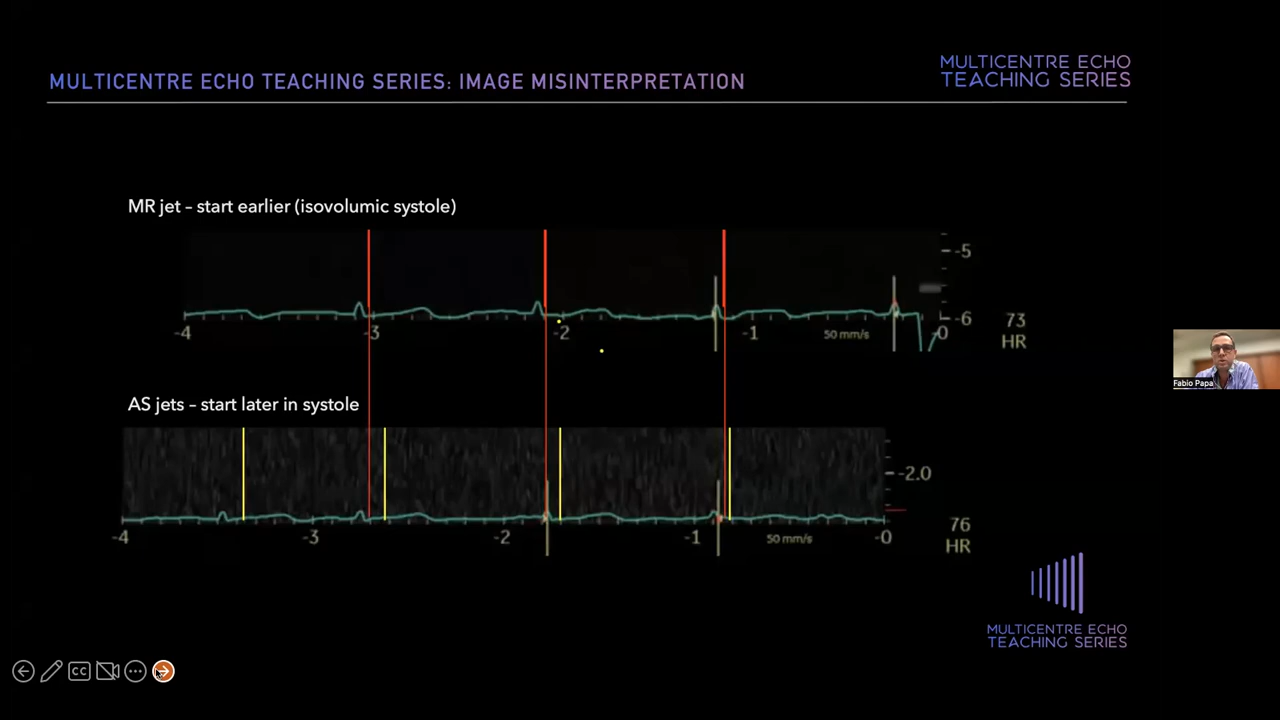 MULTICENTRE ECHO TEACHING SERIES: IMAGE MISINTERPRETATION
MULTICENTRE ECHO
TEACHING SERIES
MR jet – start earlier (isovolumic systole)
-5
-6
-4
-3
-2
-1
50 mm/s
-0
73
HR
Fabio Papa
AS jets – start later in systole
-2.0
-4
-3
-2
-1
50 mm/s
-0
76
HR
MULTICENTRE ECHO
TEACHING SERIES
CC